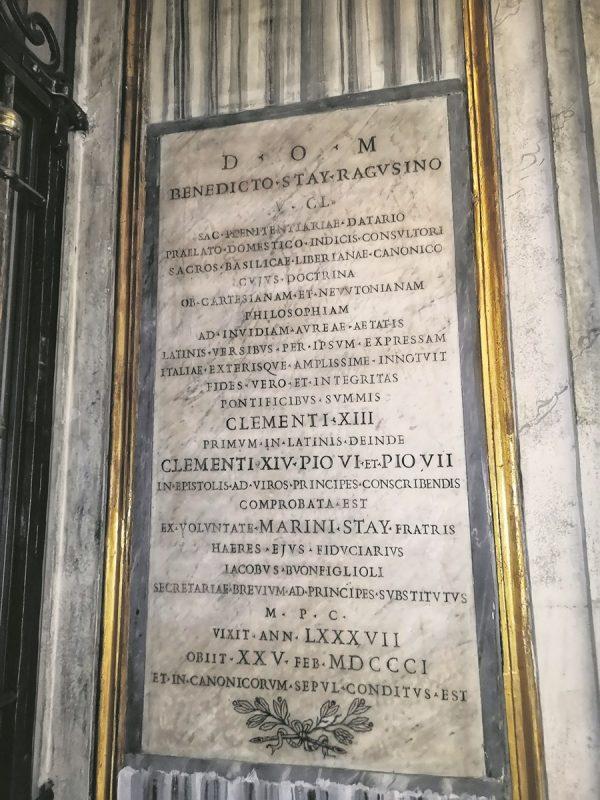 D · O · M
BENEDICTO · STAY · RAGVSINO
V · CL ·
SAC · POENITENTIARIAE · DATARIO
PRAELATO · DOMESTICO · INDICIS · CONSVLTORI
SACROS · BASILICAE · LIBERIANAE · CANONICO
CVJVS · DOCTRINA
OB · CARTESIANAM · ET · NEVVTONIANAM
PHILOSOPHIAM
AD · INVIDIAM · AVREAE · AETATIS
LATINIS · VERSIBVS · PER · IPSVM · EXPRESSAM
ITALIAE · EXTERISQVE · AMPLISSIME · INNOTVIT
FIDES · VERO · ET · INTEGRITAS
PONTIFICIBVS · SVMMIS
CLEMENTI · XIII
PRIMVM · IN · LATINIS · DEINDE
CLEMENTI · XIV · PIO · VI · ET · PIO · VII
IN · EPISTOLIS · AD · VIROS · PRINCIPES · CONSCRIBENDIS
COMPROBATA · EST
EX · VOLVNTATE · MARINI · STAY · FRATRIS
HAERES · EJVS · FIDVCIARIVS
IACOBVS · BVONFIGLIOLI
SECRETARIAE · BREVIVM · AD · PRINCIPES · SVBSTITVTVS
M · P · C ·
VIXIT · ANN · LXXXVII
OBIIT · XXV · FEB · MDCCCI
ET · IN · CANONICORVM · SEPVL · CONDITVS · EST